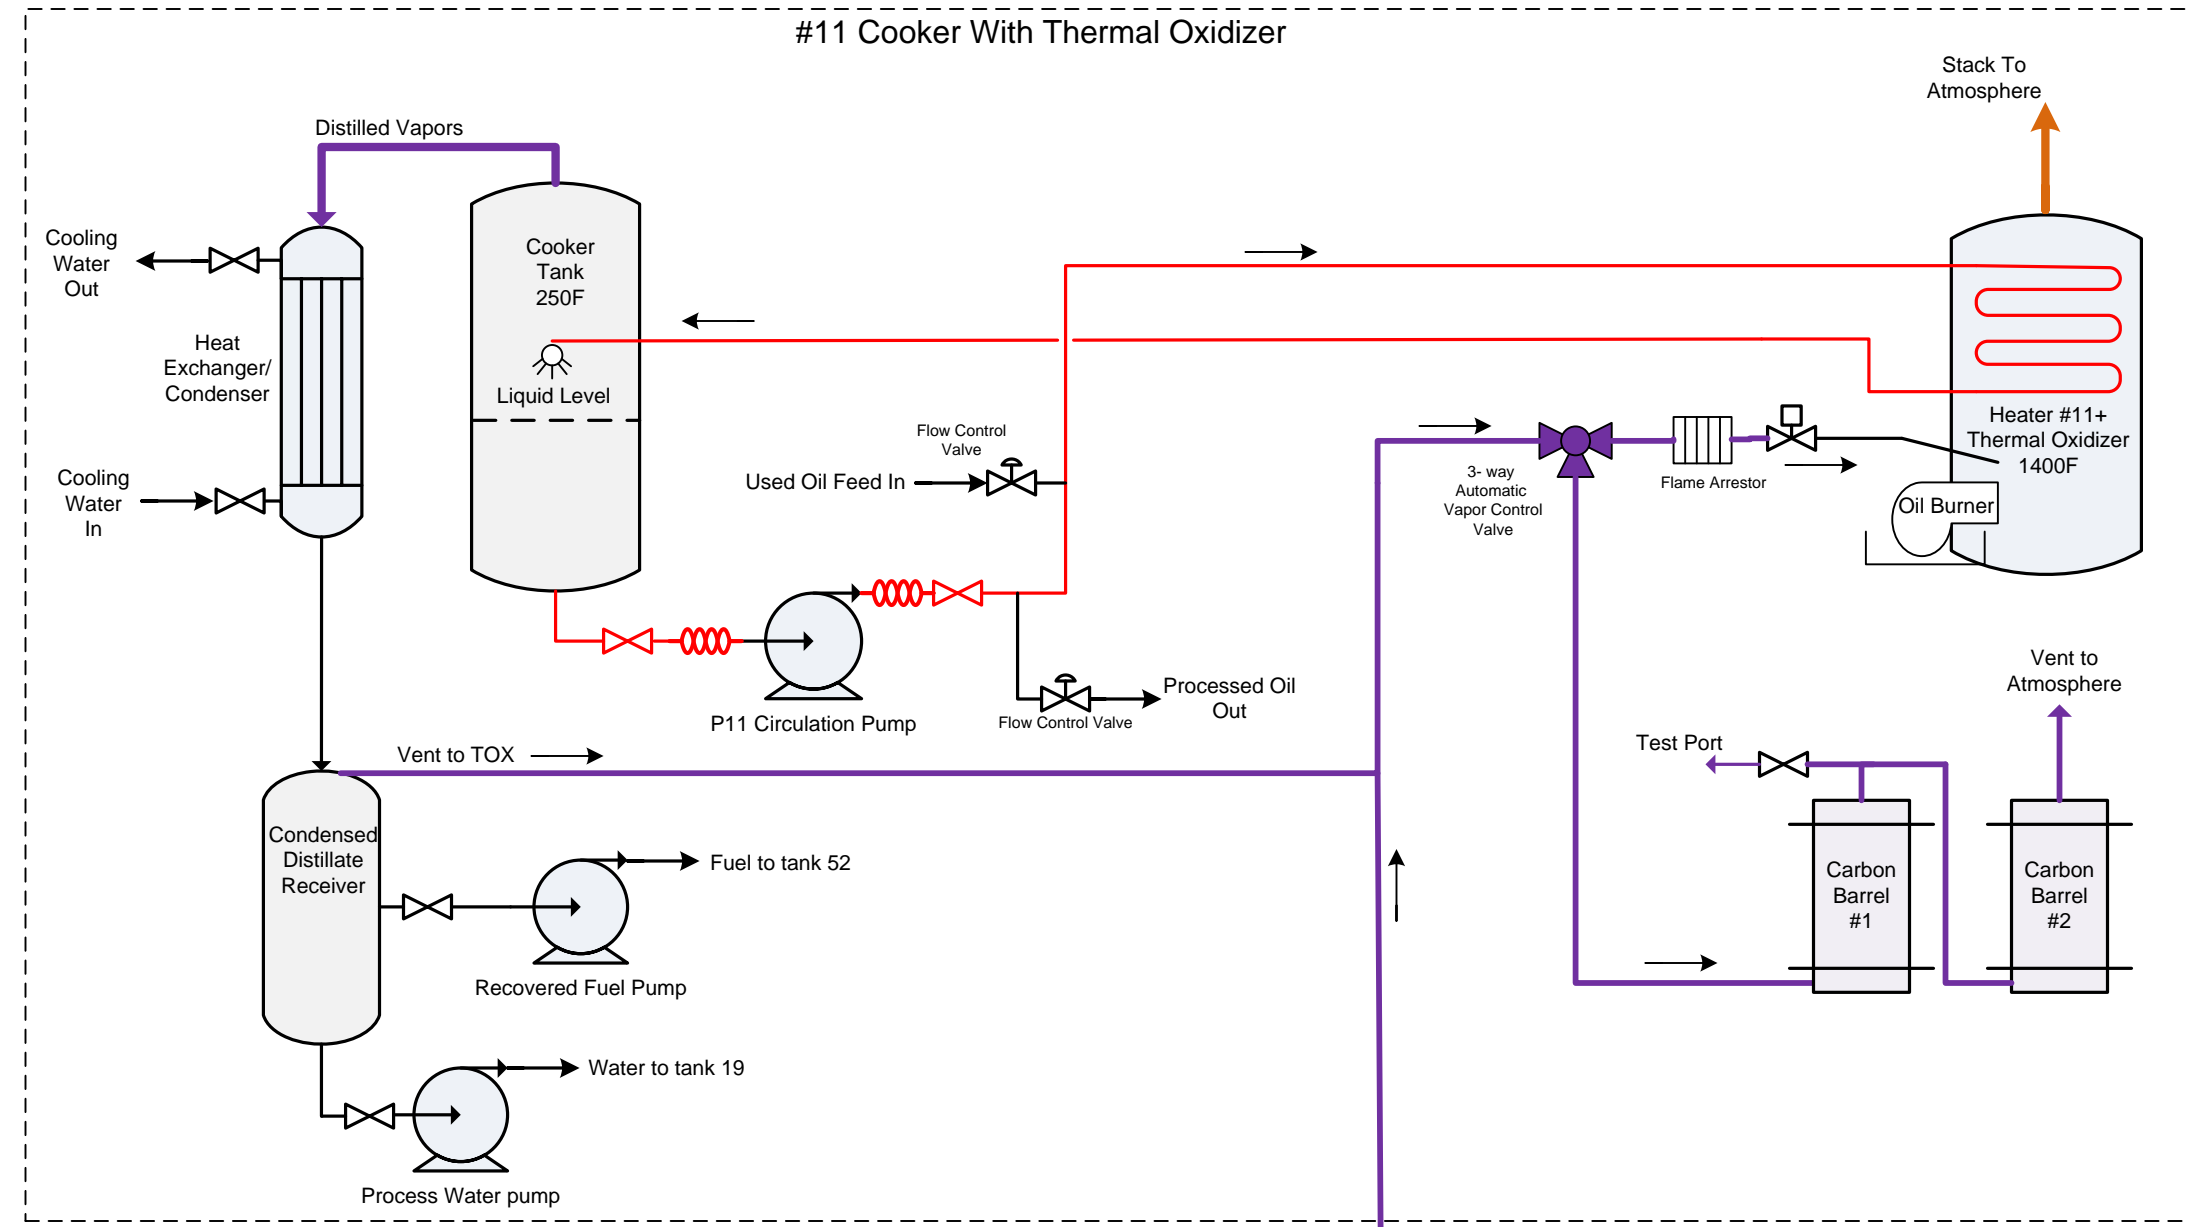 #11 Cooker With Thermal Oxidizer
Stack To
Atmosphere
Distilled Vapors
Cooling
Water
Out
Cooker
Tank
250F
Heat
Exchanger/
Condenser
Liquid Level
Heater #11+
Thermal Oxidizer
1400F
Flow Control
Valve
Used Oil Feed In
3- way
Automatic
Vapor Control
Valve
Flame Arrestor
Oil Burner
Cooling
Water
In
Vent to
Atmosphere
Processed Oil
Out
P11 Circulation Pump
Flow Control Valve
Vent to TOX
Test Port
Condensed
Distillate
Receiver
Fuel to tank 52
Carbon
Barrel
#1
Carbon
Barrel
#2
Recovered Fuel Pump
Water to tank 19
Process Water pump